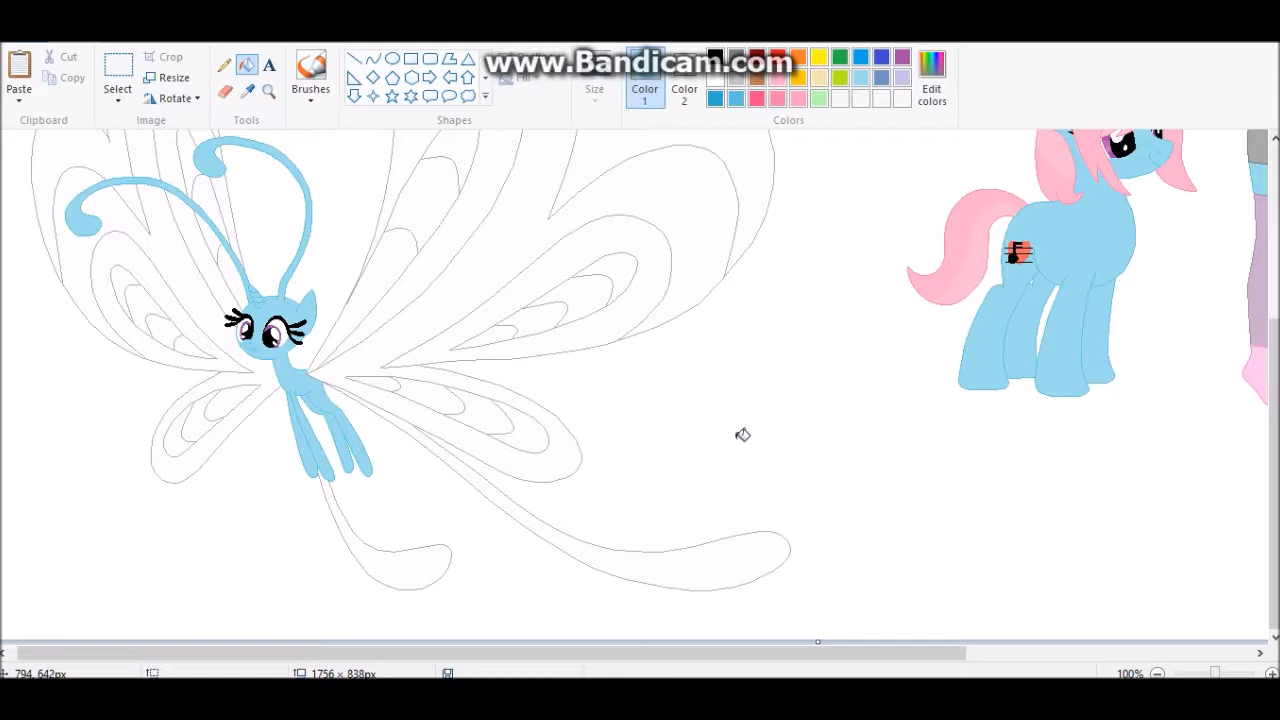 www.Bandicam.com
Cut
Copy
Paste
Clipboard
Select
Crop
Resize
Rotate
Image
A
Tools
Brushes
Shapes
Size
Color 1
Color 2
Edit colors
Colors
794, 642px
1756 × 838px
100%